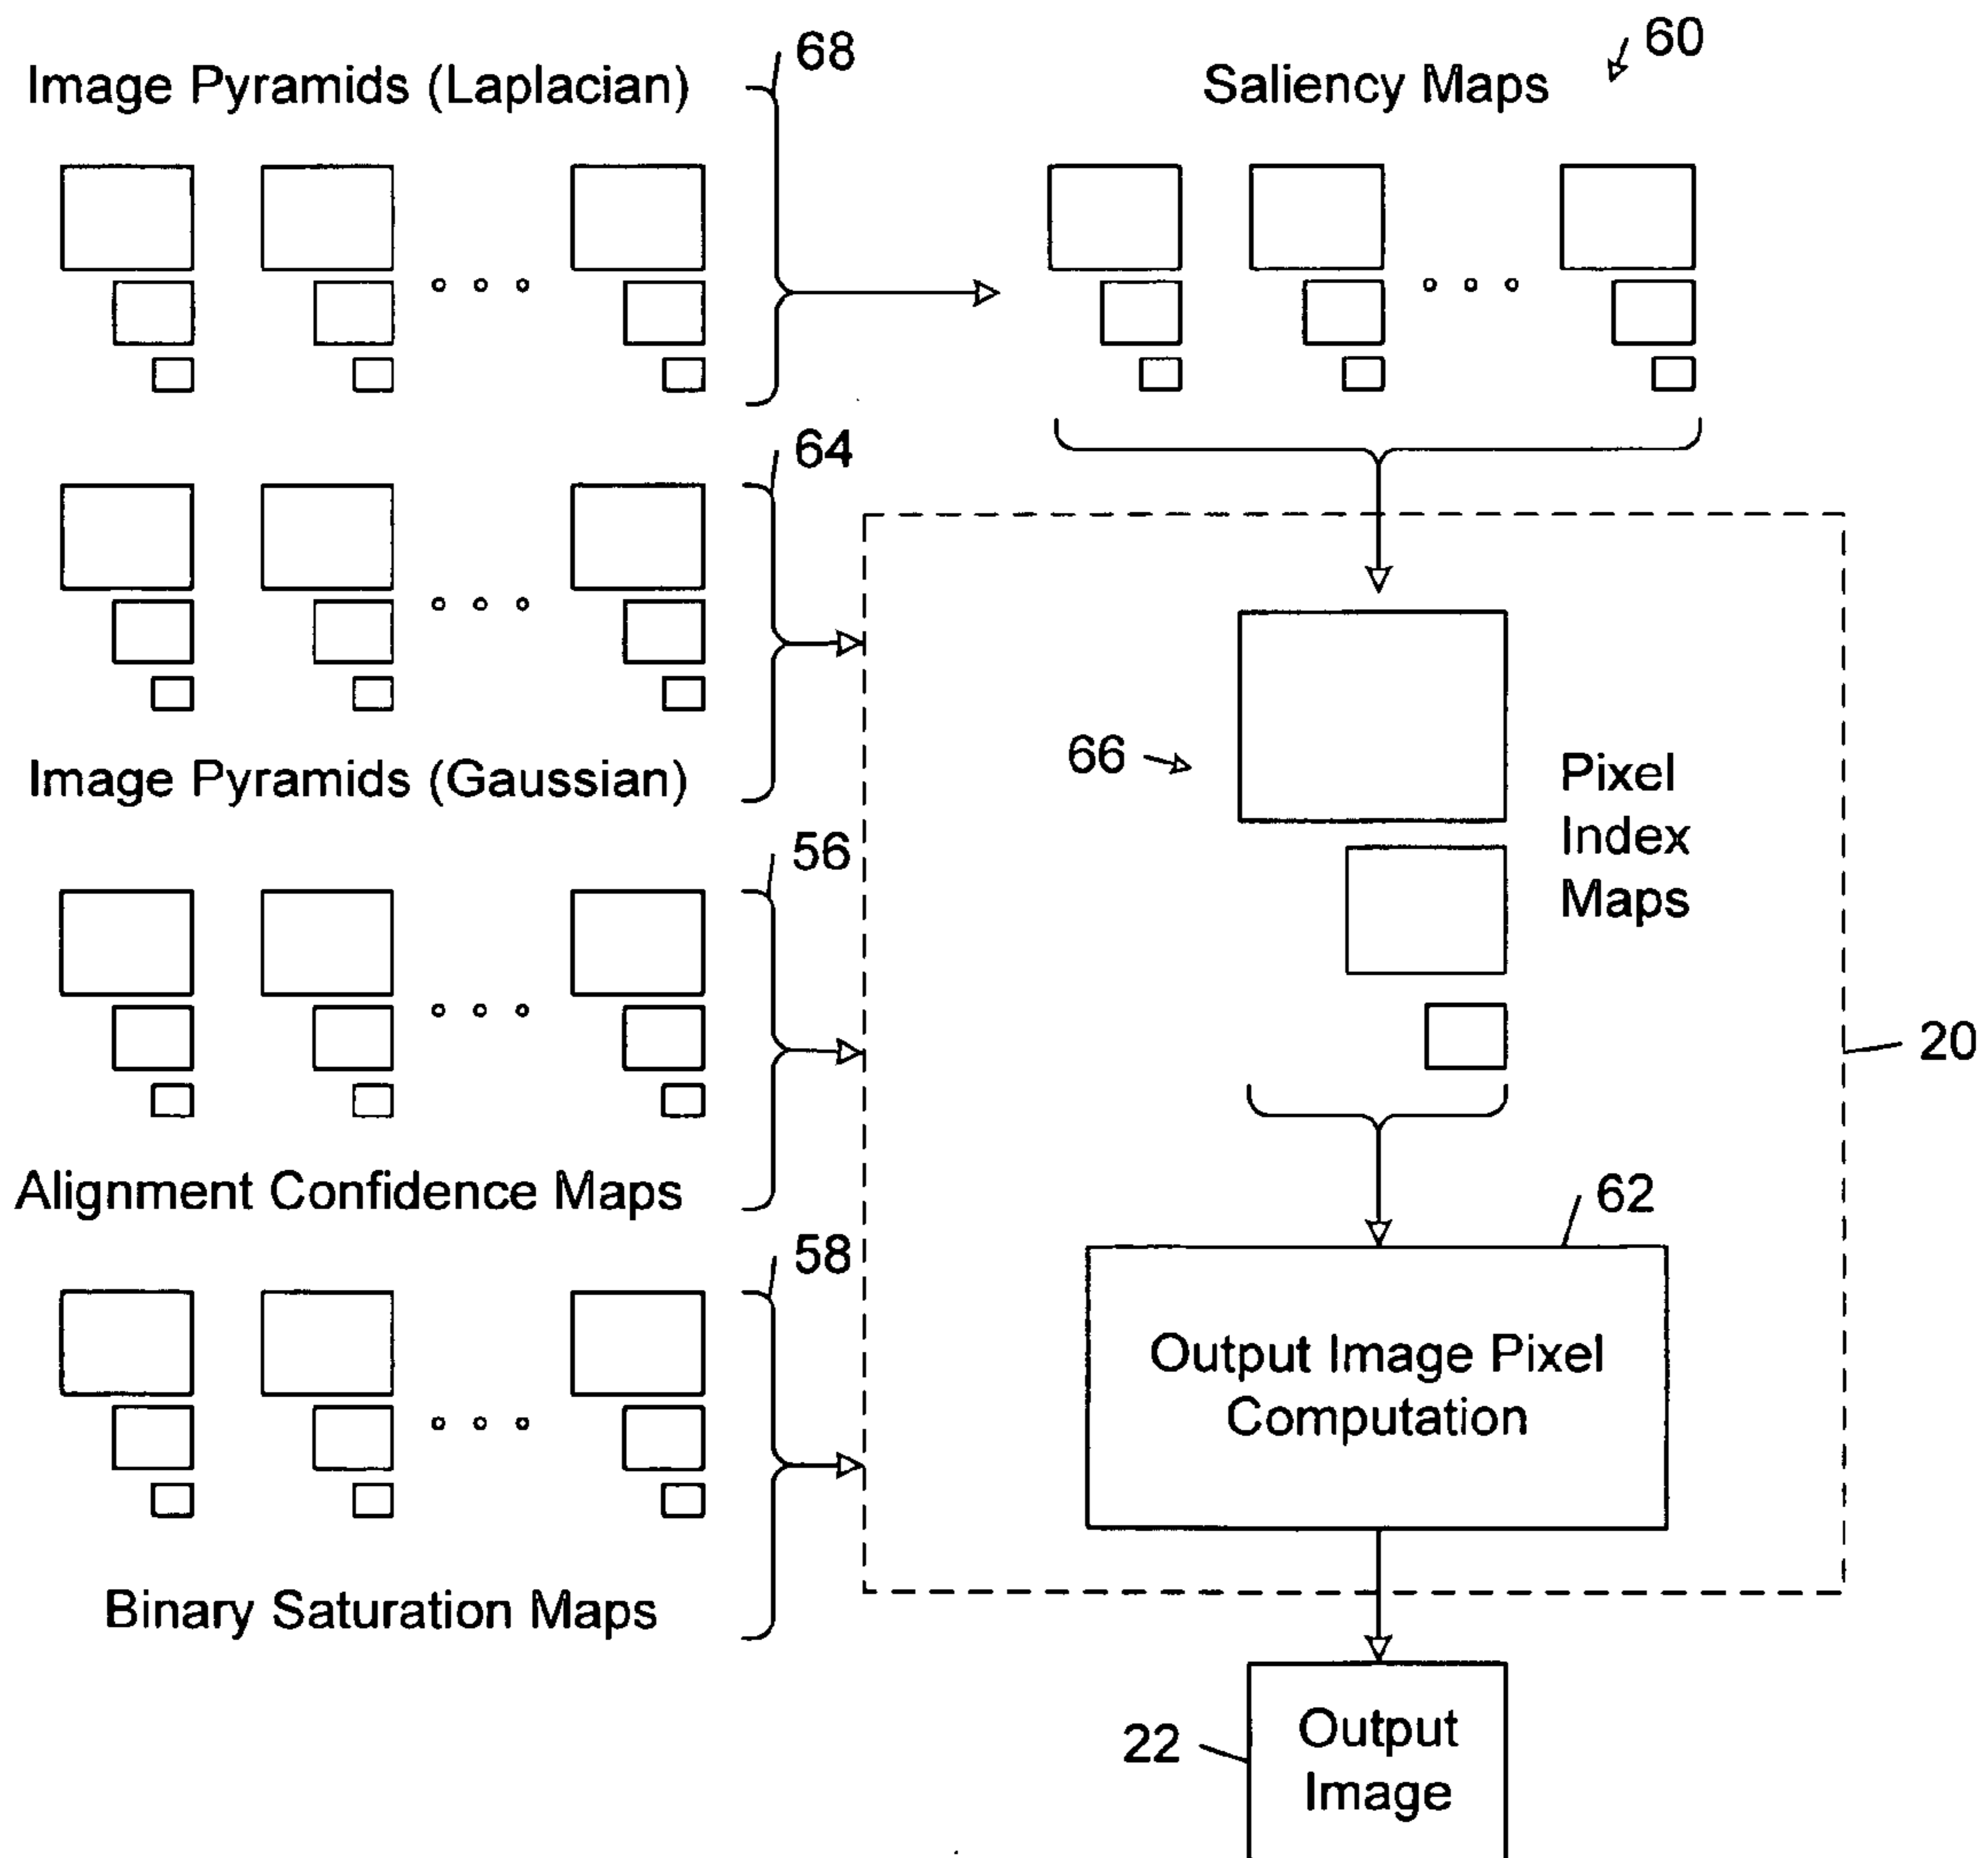 Image Pyramids (Laplacian)
68
Saliency Maps
60
64
Image Pyramids (Gaussian)
66
Pixel
Index
Maps
56
20
Alignment Confidence Maps
62
58
Output Image Pixel
Computation
Binary Saturation Maps
22
Output
Image